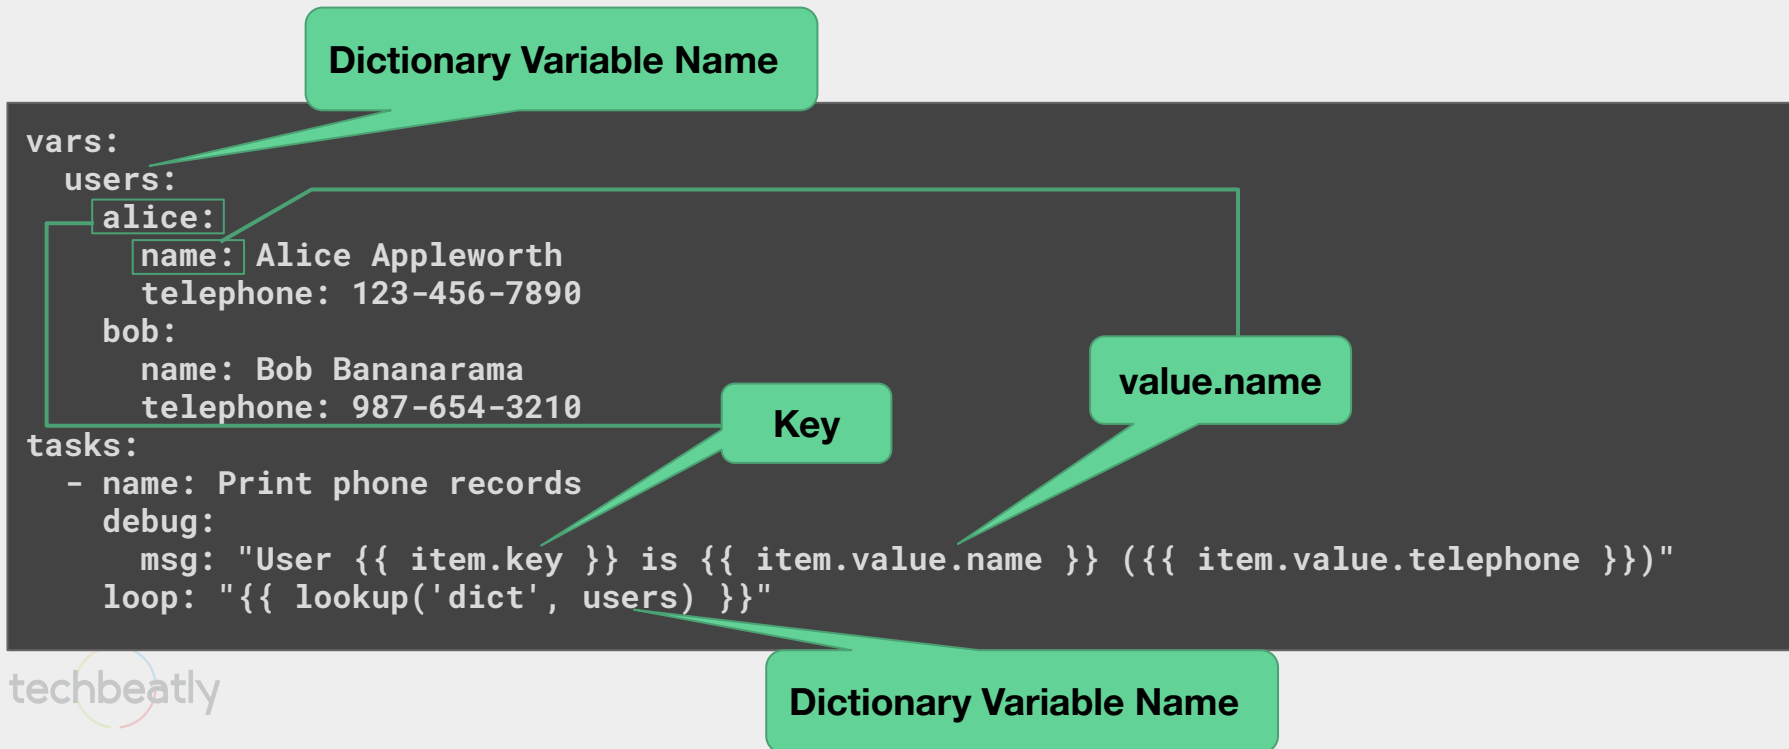 Dictionary Variable Name
vars:
  users:
    alice:
      name: Alice Appleworth
      telephone: 123-456-7890
    bob:
      name: Bob Bananarama
      telephone: 987-654-3210
value.name
Key
tasks:
  - name: Print phone records
    debug:
      msg: "User {{ item.key }} is {{ item.value.name }} ({{ item.value.telephone }})"
    loop: "{{ lookup('dict', users) }}"
techbeatly
Dictionary Variable Name